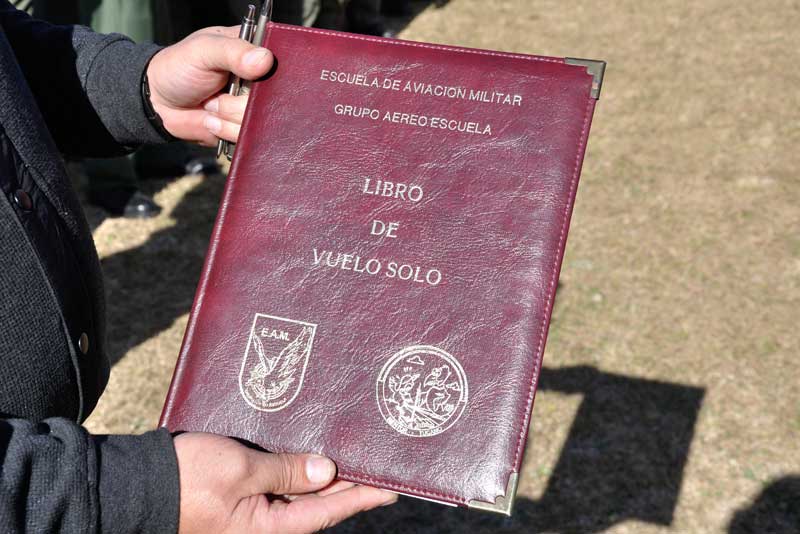 ESCUELA DE AVIACION MILITAR
GRUPO AEREO ESCUELA
LIBRO
DE
VUELO SOLO
E.A.M.